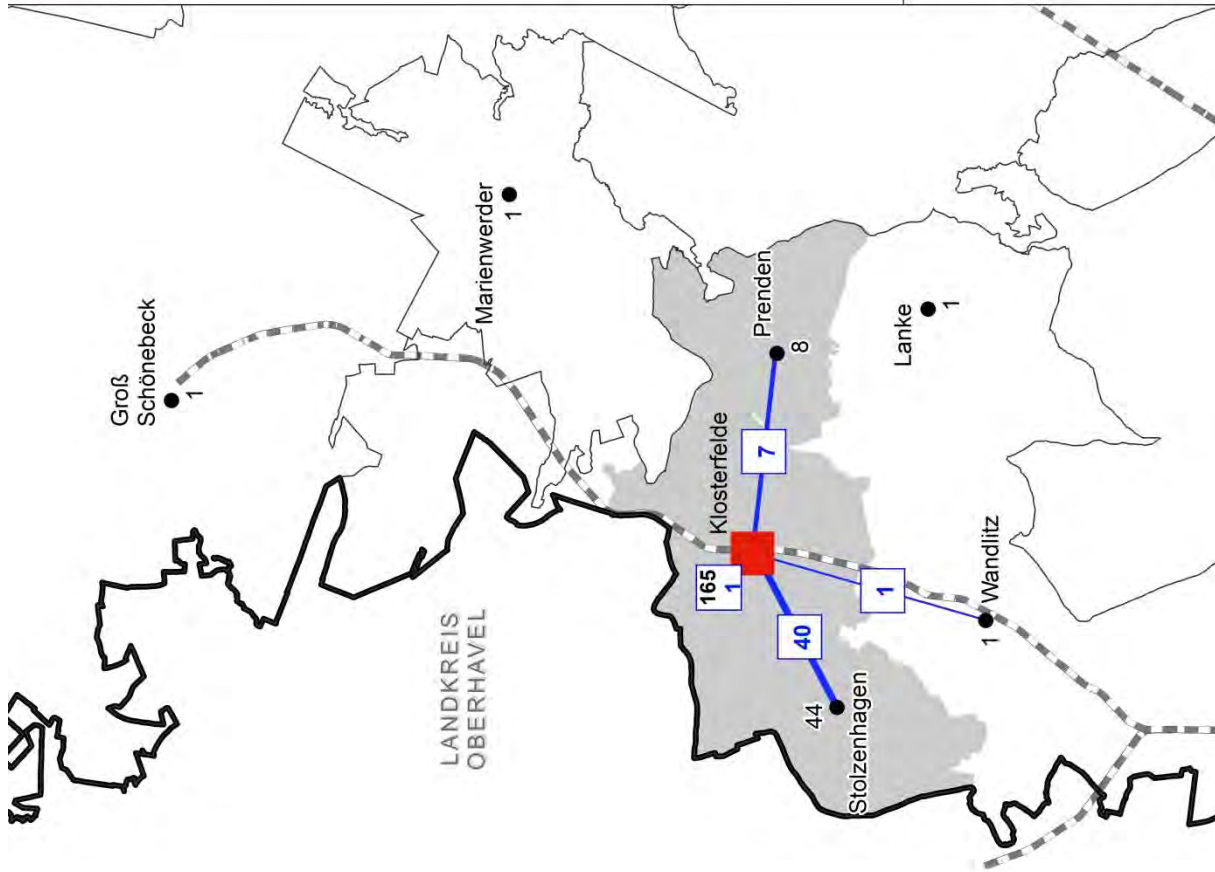 Groß
Schönebeck
1
Marienwerder
1
LANDKREIS
OBERHAVEL
Klosterfelde
165
1
7
Prenden
8
40
44
Stolzenhagen
1
Wandlitz
1
Lanke
1